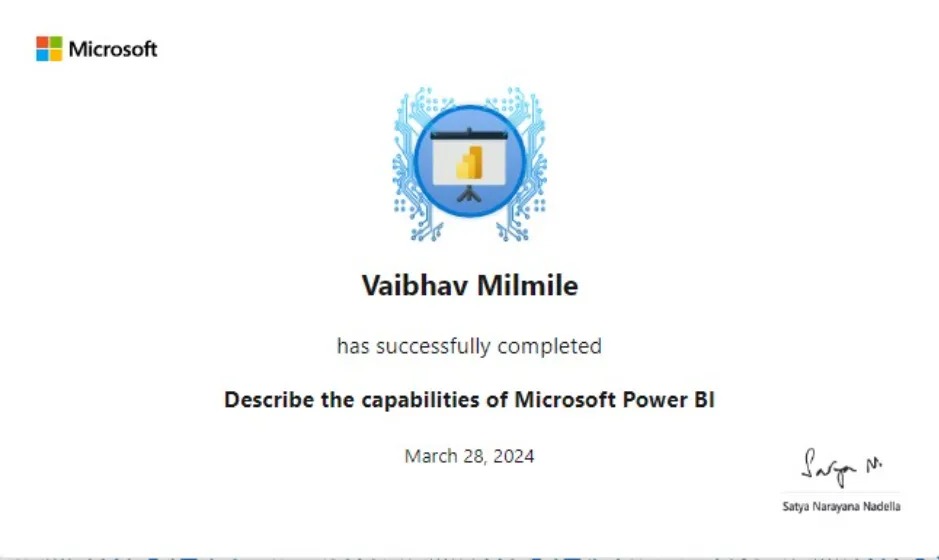 Microsoft
Vaibhav Milmile
has successfully completed
Describe the capabilities of Microsoft Power BI
March 28, 2024
Satya N.
Satya Narayana Nadella